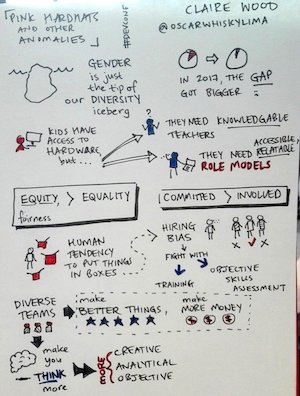 "PINK HARDHATS
AND OTHER
ANOMALIES"
#DEVCONF
CLAIRE WOOD
@OSCARWHISKYLIMA
GENDER
is just
the tip of
our DIVERSITY
iceberg
IN 2017, THE GAP
GOT BIGGER :(
KIDS HAVE
ACCESS TO
HARDWARE,
but...
THEY NEED KNOWLEDGABLE
TEACHERS
ACCESSIBLE,
RELATABLE
THEY NEED
ROLE MODELS
EQUITY > EQUALITY
fairness
COMMITTED > INVOLVED
HUMAN
TENDENCY
TO PUT THINGS
IN BOXES
HIRING
BIAS
FIGHT WITH
TRAINING
OBJECTIVE
SKILLS
ASSESSMENT
X ✓ X
DIVERSE
TEAMS
make
BETTER THINGS,
make
MORE MONEY
$ $ $
make
you
THINK
more
MORE
CREATIVE
ANALYTICAL
OBJECTIVE